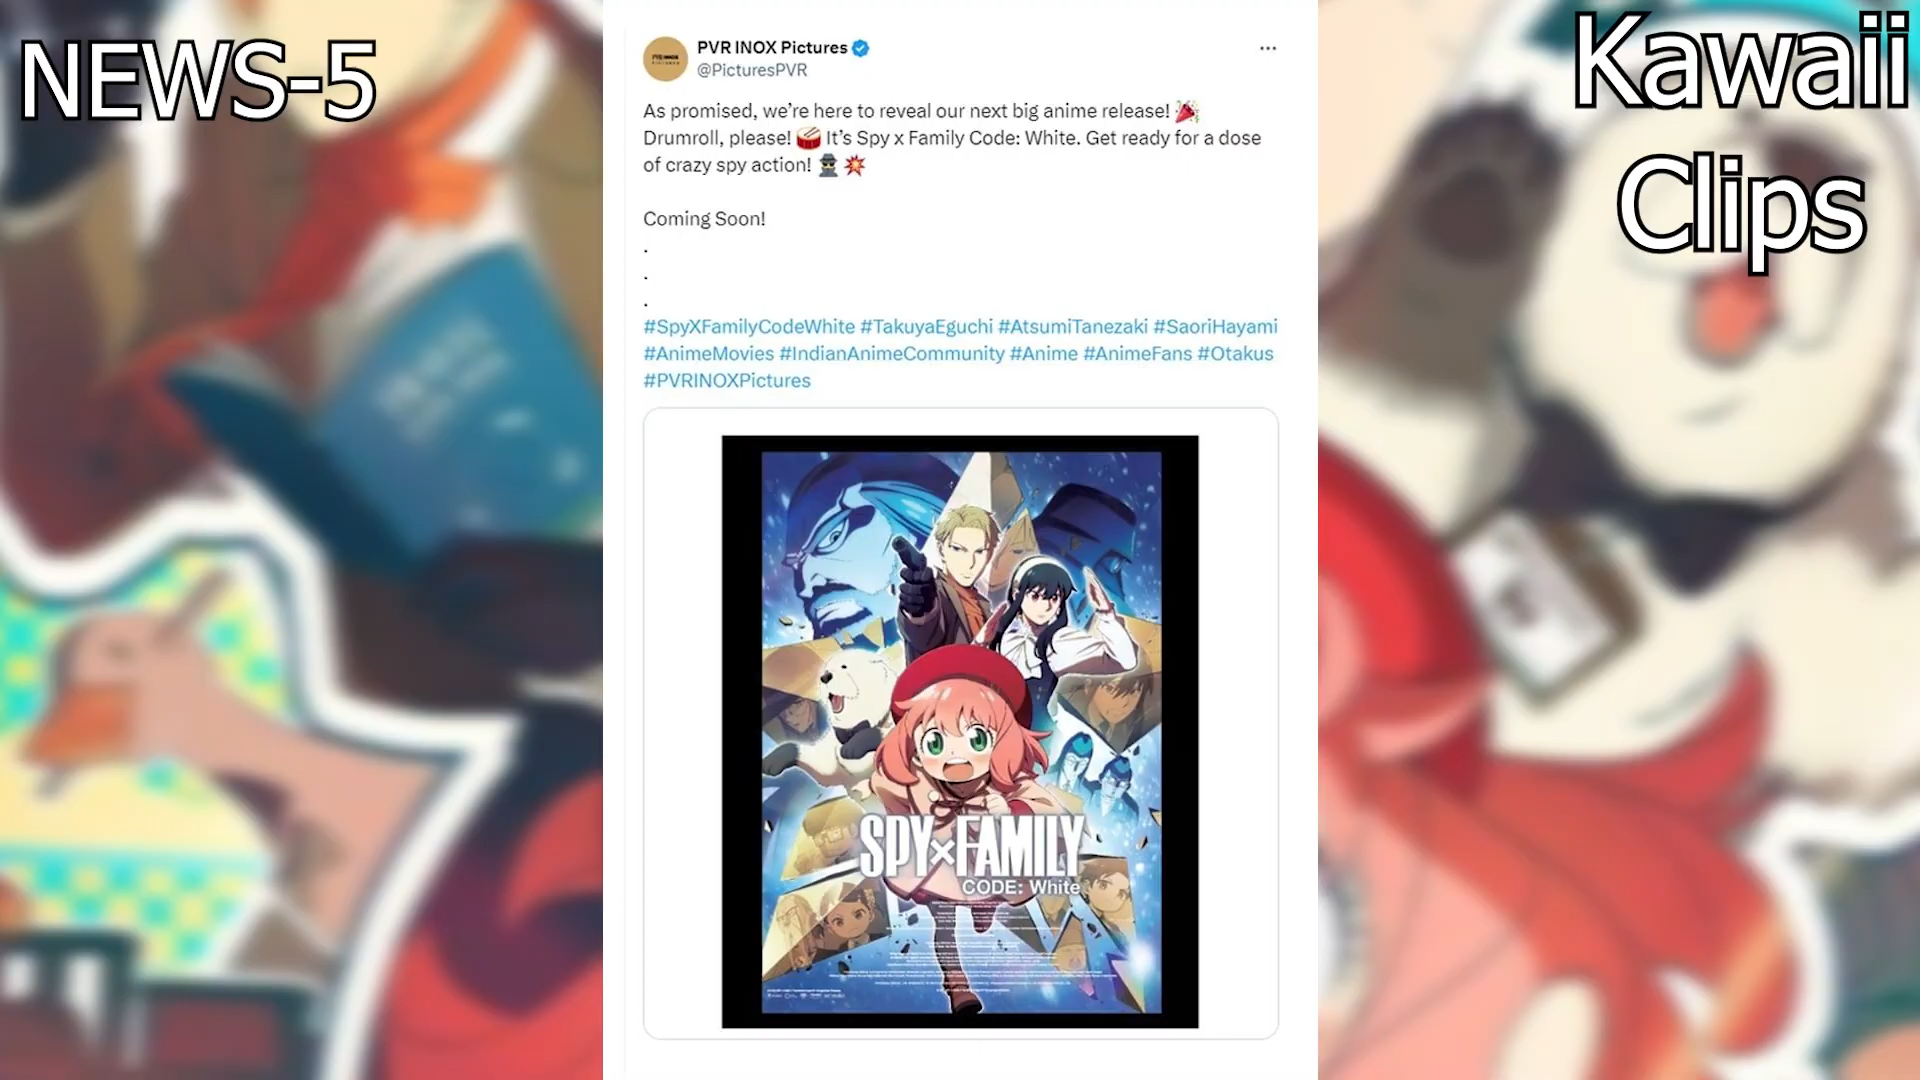 NEWS-5
Kawaii
Clips
PVR INOX Pictures
@PicturesPVR
As promised, we’re here to reveal our next big anime release! 🎉
Drumroll, please! 🥁 It’s Spy x Family Code: White. Get ready for a dose
of crazy spy action! 🕵️💥
Coming Soon!
.
.
.
#SpyXFamilyCodeWhite #TakuyaEguchi #AtsumiTanezaki #SaoriHayami
#AnimeMovies #IndianAnimeCommunity #Anime #AnimeFans #Otakus
#PVRINOXPictures
SPY×FAMILY
CODE: White